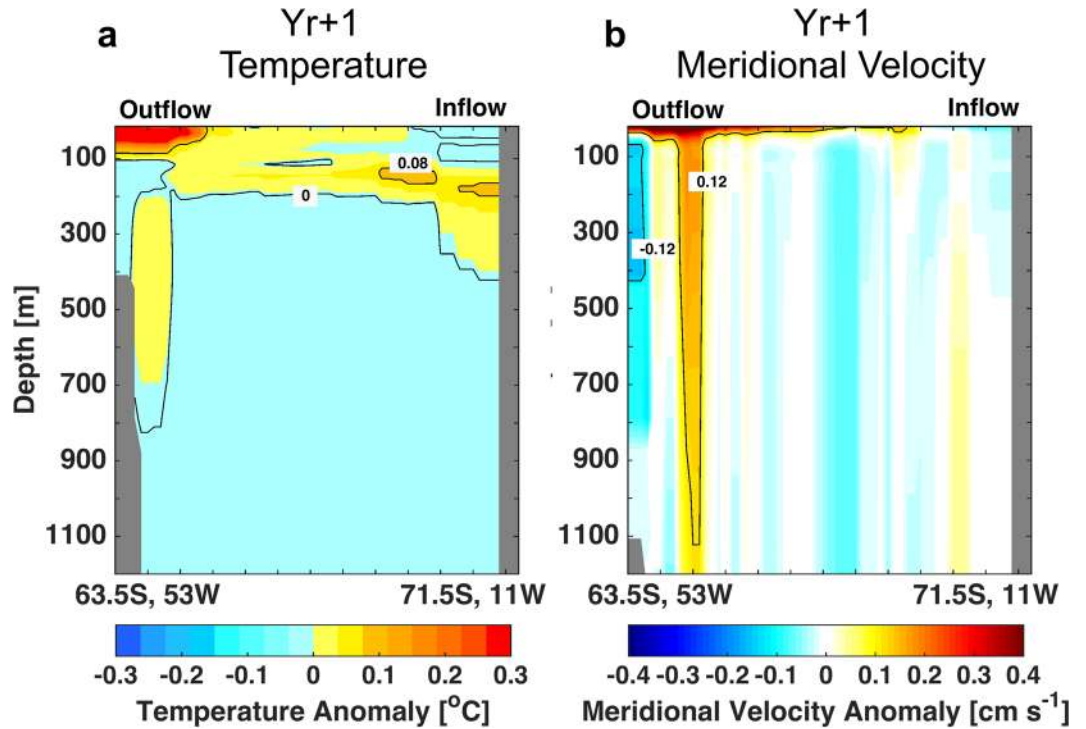 a
Yr+1
Temperature
Outflow
Inflow
100
300
500
700
900
1100
Depth [m]
0.08
0
63.5S, 53W
71.5S, 11W
-0.3
-0.2
-0.1
0
0.1
0.2
0.3
Temperature Anomaly [°C]
b
Yr+1
Meridional Velocity
Outflow
Inflow
100
300
500
700
900
1100
0.12
-0.12
63.5S, 53W
71.5S, 11W
-0.4
-0.3
-0.2
-0.1
0
0.1
0.2
0.3
0.4
Meridional Velocity Anomaly [cm s⁻¹]